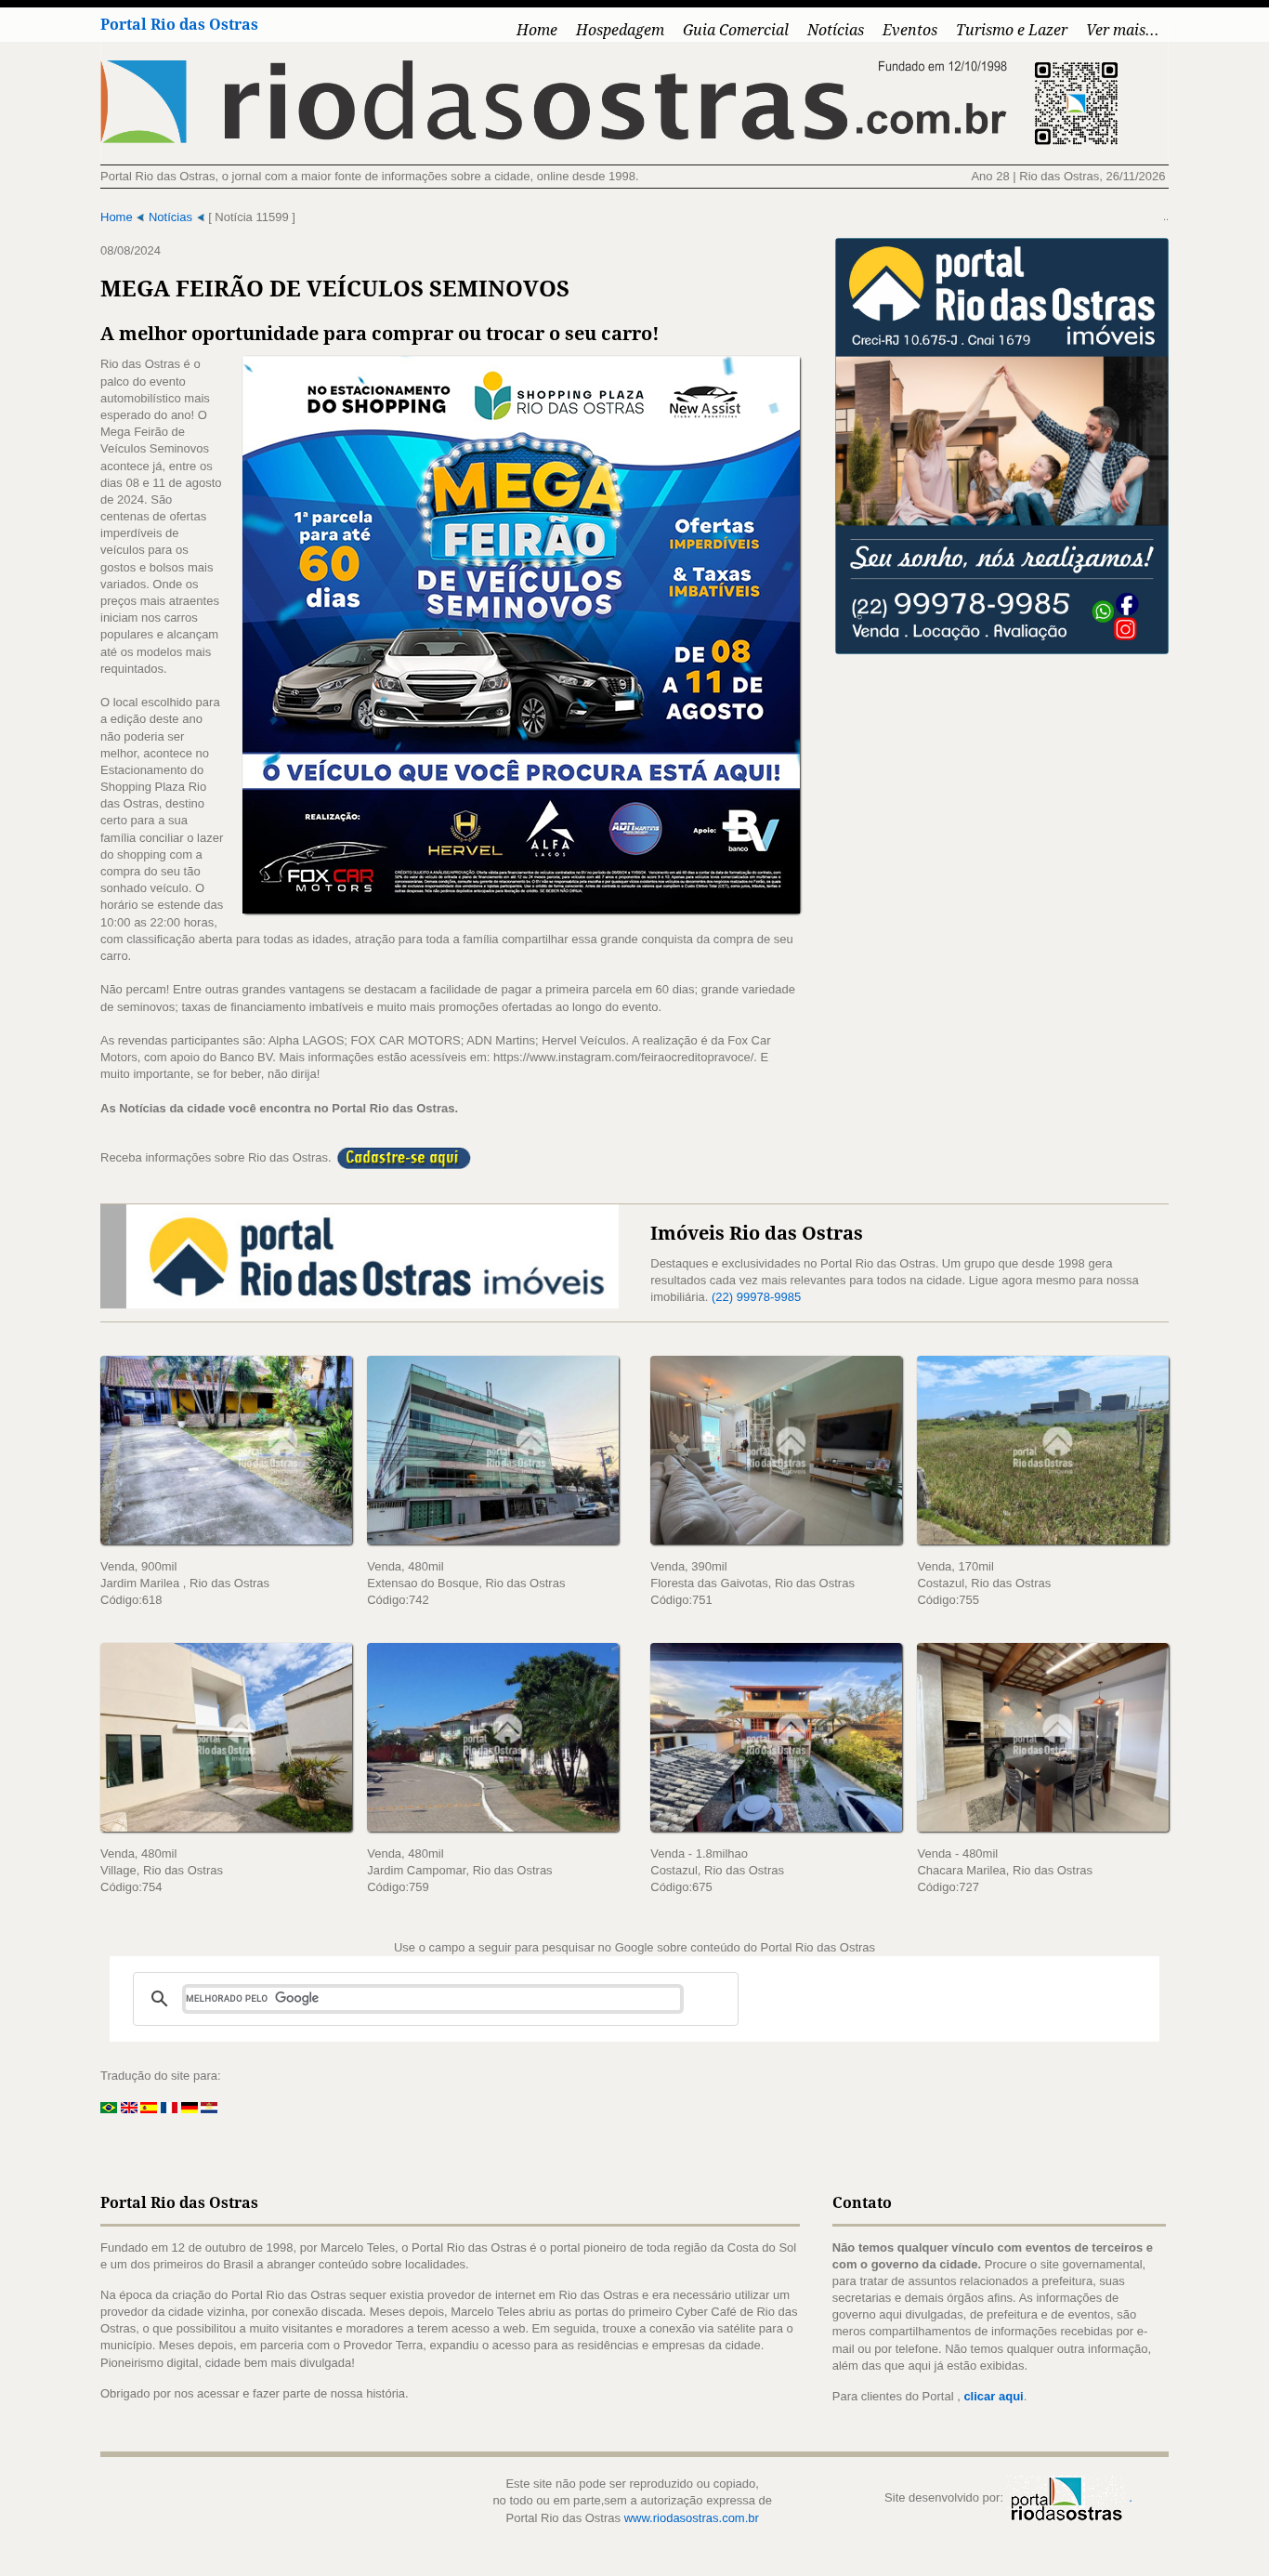 Portal Rio das Ostras
Home Hospedagem Guia Comercial Notícias Eventos Turismo e Lazer Ver mais...
Fundado em 12/10/1998
riodasostras.com.br
Portal Rio das Ostras, o jornal com a maior fonte de informações sobre a cidade, online desde 1998.
Ano 28 | Rio das Ostras, 26/11/2026
Home Notícias [ Notícia 11599 ]
..
08/08/2024
MEGA FEIRÃO DE VEÍCULOS SEMINOVOS
A melhor oportunidade para comprar ou trocar o seu carro!
Rio das Ostras é o
palco do evento
automobilístico mais
esperado do ano! O
Mega Feirão de
Veículos Seminovos
acontece já, entre os
dias 08 e 11 de agosto
de 2024. São
centenas de ofertas
imperdíveis de
veículos para os
gostos e bolsos mais
variados. Onde os
preços mais atraentes
iniciam nos carros
populares e alcançam
até os modelos mais
requintados.
O local escolhido para
a edição deste ano
não poderia ser
melhor, acontece no
Estacionamento do
Shopping Plaza Rio
das Ostras, destino
certo para a sua
família conciliar o lazer
do shopping com a
compra do seu tão
sonhado veículo. O
horário se estende das
10:00 as 22:00 horas,
com classificação aberta para todas as idades, atração para toda a família compartilhar essa grande conquista da compra de seu
carro.
NO ESTACIONAMENTO
DO SHOPPING
SHOPPING PLAZA
RIO DAS OSTRAS
New Assist
MEGA
FEIRÃO
DE VEÍCULOS
SEMINOVOS
1ª parcela
para até
60
dias
Ofertas
IMPERDÍVEIS
& Taxas
IMBATÍVEIS
DE 08
A 11 DE
AGOSTO
O VEÍCULO QUE VOCÊ PROCURA ESTÁ AQUI!
REALIZAÇÃO:
FOX CAR
MOTORS
HERVEL
ALFA
LAGOS
ADN MARTINS
Apoio:
BV
banco
Não percam! Entre outras grandes vantagens se destacam a facilidade de pagar a primeira parcela em 60 dias; grande variedade
de seminovos; taxas de financiamento imbatíveis e muito mais promoções ofertadas ao longo do evento.
As revendas participantes são: Alpha LAGOS; FOX CAR MOTORS; ADN Martins; Hervel Veículos. A realização é da Fox Car
Motors, com apoio do Banco BV. Mais informações estão acessíveis em: https://www.instagram.com/feiraocreditopravoce/. E
muito importante, se for beber, não dirija!
As Notícias da cidade você encontra no Portal Rio das Ostras.
Receba informações sobre Rio das Ostras. Cadastre-se aqui
portal
Rio das Ostras
imóveis
Creci-RJ 10.675-J . Cnai 1679
Seu sonho, nós realizamos!
(22) 99978-9985
Venda . Locação . Avaliação
portal
Rio das Ostras imóveis
Imóveis Rio das Ostras
Destaques e exclusividades no Portal Rio das Ostras. Um grupo que desde 1998 gera
resultados cada vez mais relevantes para todos na cidade. Ligue agora mesmo para nossa
imobiliária. (22) 99978-9985
Venda, 900mil
Jardim Marilea , Rio das Ostras
Código:618
Venda, 480mil
Extensao do Bosque, Rio das Ostras
Código:742
Venda, 390mil
Floresta das Gaivotas, Rio das Ostras
Código:751
Venda, 170mil
Costazul, Rio das Ostras
Código:755
Venda, 480mil
Village, Rio das Ostras
Código:754
Venda, 480mil
Jardim Campomar, Rio das Ostras
Código:759
Venda - 1.8milhao
Costazul, Rio das Ostras
Código:675
Venda - 480mil
Chacara Marilea, Rio das Ostras
Código:727
Use o campo a seguir para pesquisar no Google sobre conteúdo do Portal Rio das Ostras
MELHORADO PELO Google
Tradução do site para:
Portal Rio das Ostras
Fundado em 12 de outubro de 1998, por Marcelo Teles, o Portal Rio das Ostras é o portal pioneiro de toda região da Costa do Sol
e um dos primeiros do Brasil a abranger conteúdo sobre localidades.
Na época da criação do Portal Rio das Ostras sequer existia provedor de internet em Rio das Ostras e era necessário utilizar um
provedor da cidade vizinha, por conexão discada. Meses depois, Marcelo Teles abriu as portas do primeiro Cyber Café de Rio das
Ostras, o que possibilitou a muito visitantes e moradores a terem acesso a web. Em seguida, trouxe a conexão via satélite para o
município. Meses depois, em parceria com o Provedor Terra, expandiu o acesso para as residências e empresas da cidade.
Pioneirismo digital, cidade bem mais divulgada!
Obrigado por nos acessar e fazer parte de nossa história.
Contato
Não temos qualquer vínculo com eventos de terceiros e
com o governo da cidade. Procure o site governamental,
para tratar de assuntos relacionados a prefeitura, suas
secretarias e demais órgãos afins. As informações de
governo aqui divulgadas, de prefeitura e de eventos, são
meros compartilhamentos de informações recebidas por e-
mail ou por telefone. Não temos qualquer outra informação,
além das que aqui já estão exibidas.
Para clientes do Portal , clicar aqui.
Este site não pode ser reproduzido ou copiado,
no todo ou em parte,sem a autorização expressa de
Portal Rio das Ostras www.riodasostras.com.br
Site desenvolvido por: portal riodasostras .